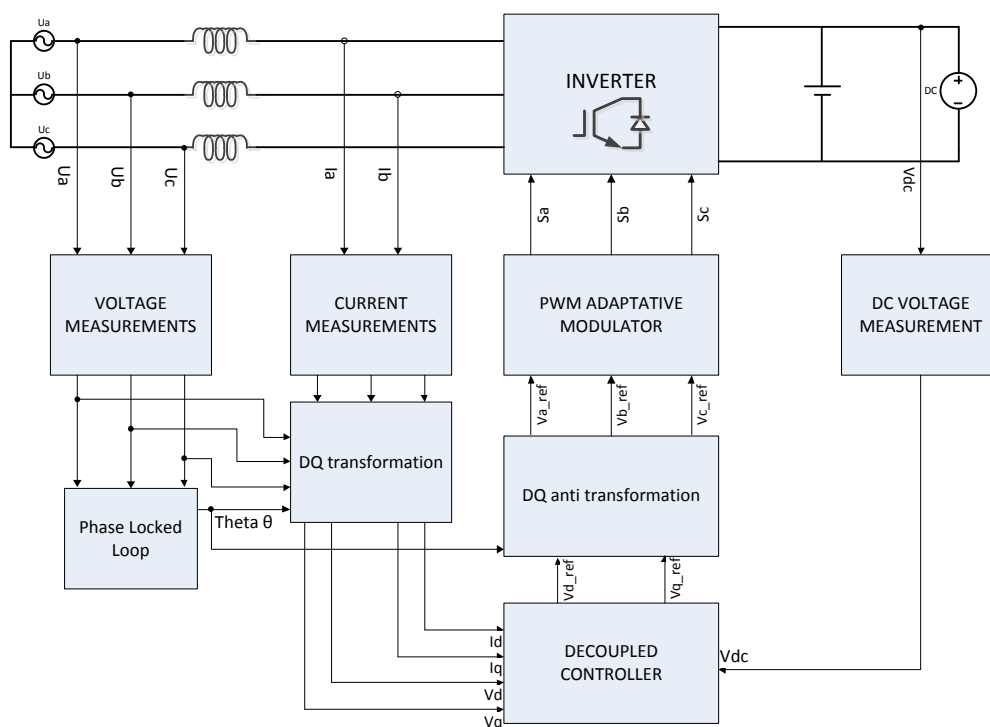 Ua
Ub
Uc
INVERTER
DC
Ua
Ub
Uc
Ia
Ib
Sa
Sb
Sc
Vdc
VOLTAGE
MEASUREMENTS
CURRENT
MEASUREMENTS
PWM ADAPTATIVE
MODULATOR
DC VOLTAGE
MEASUREMENT
Va_ref
Vb_ref
Vc_ref
DQ transformation
DQ anti transformation
Phase Locked
Loop
Theta θ
Vd_ref
Vq_ref
DECOUPLED
CONTROLLER
Id
Iq
Vd
Vq
Vdc